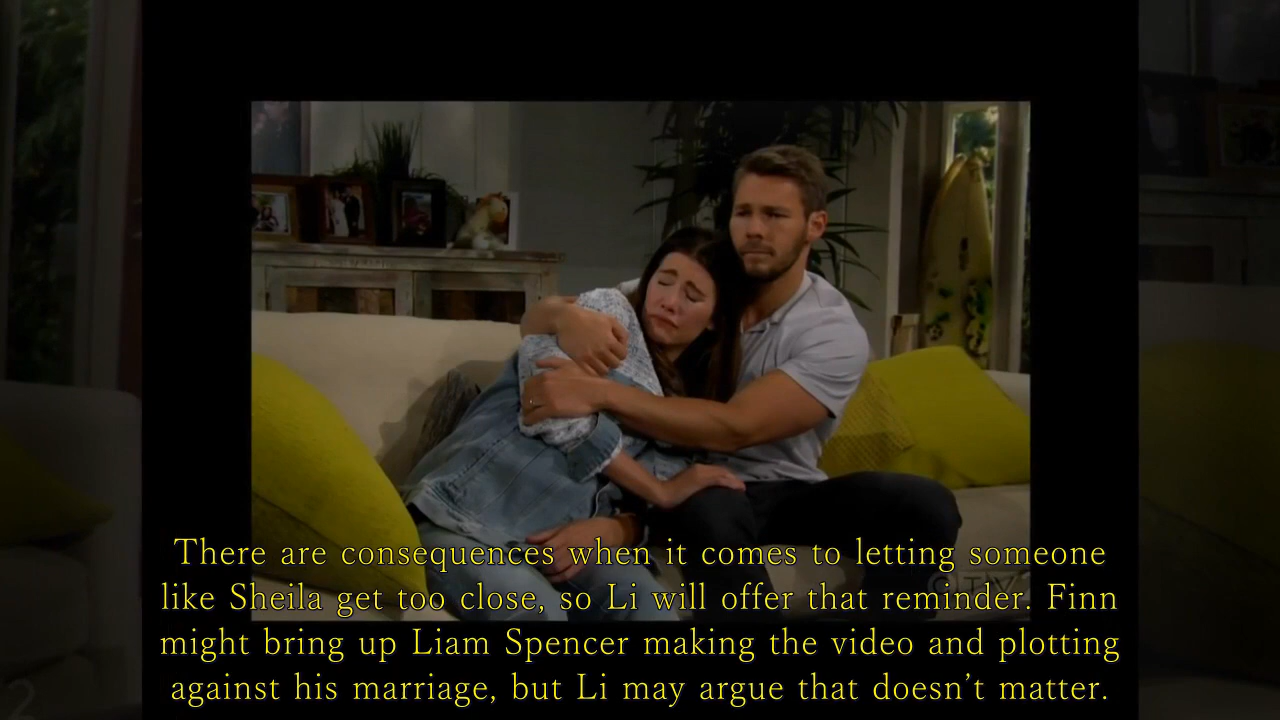 There are consequences when it comes to letting someone
like Sheila get too close, so Li will offer that reminder. Finn
might bring up Liam Spencer making the video and plotting
against his marriage, but Li may argue that doesn't matter.
CTV2
2